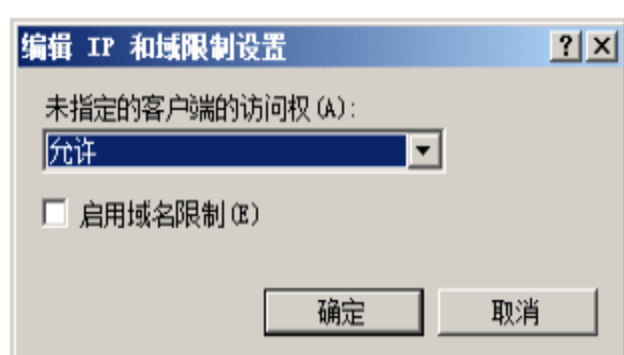 编辑 IP 和域限制设置
未指定的客户端的访问权(A):
允许
启用域名限制(E)
确定 取消